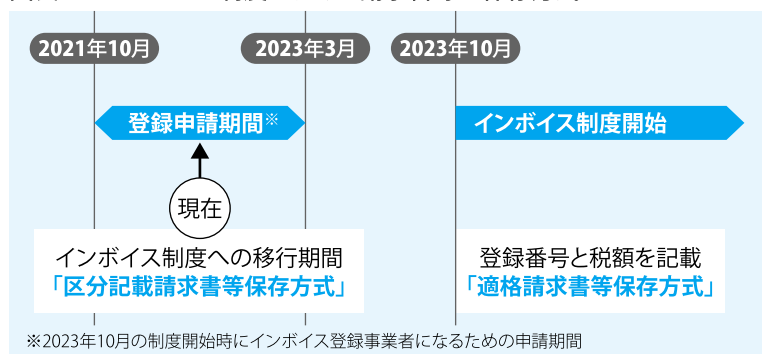 2021年10月
2023年3月
2023年10月
登録申請期間※
インボイス制度開始
現在
インボイス制度への移行期間
「区分記載請求書等保存方式」
登録番号と税額を記載
「適格請求書等保存方式」
※2023年10月の制度開始時にインボイス登録事業者になるための申請期間